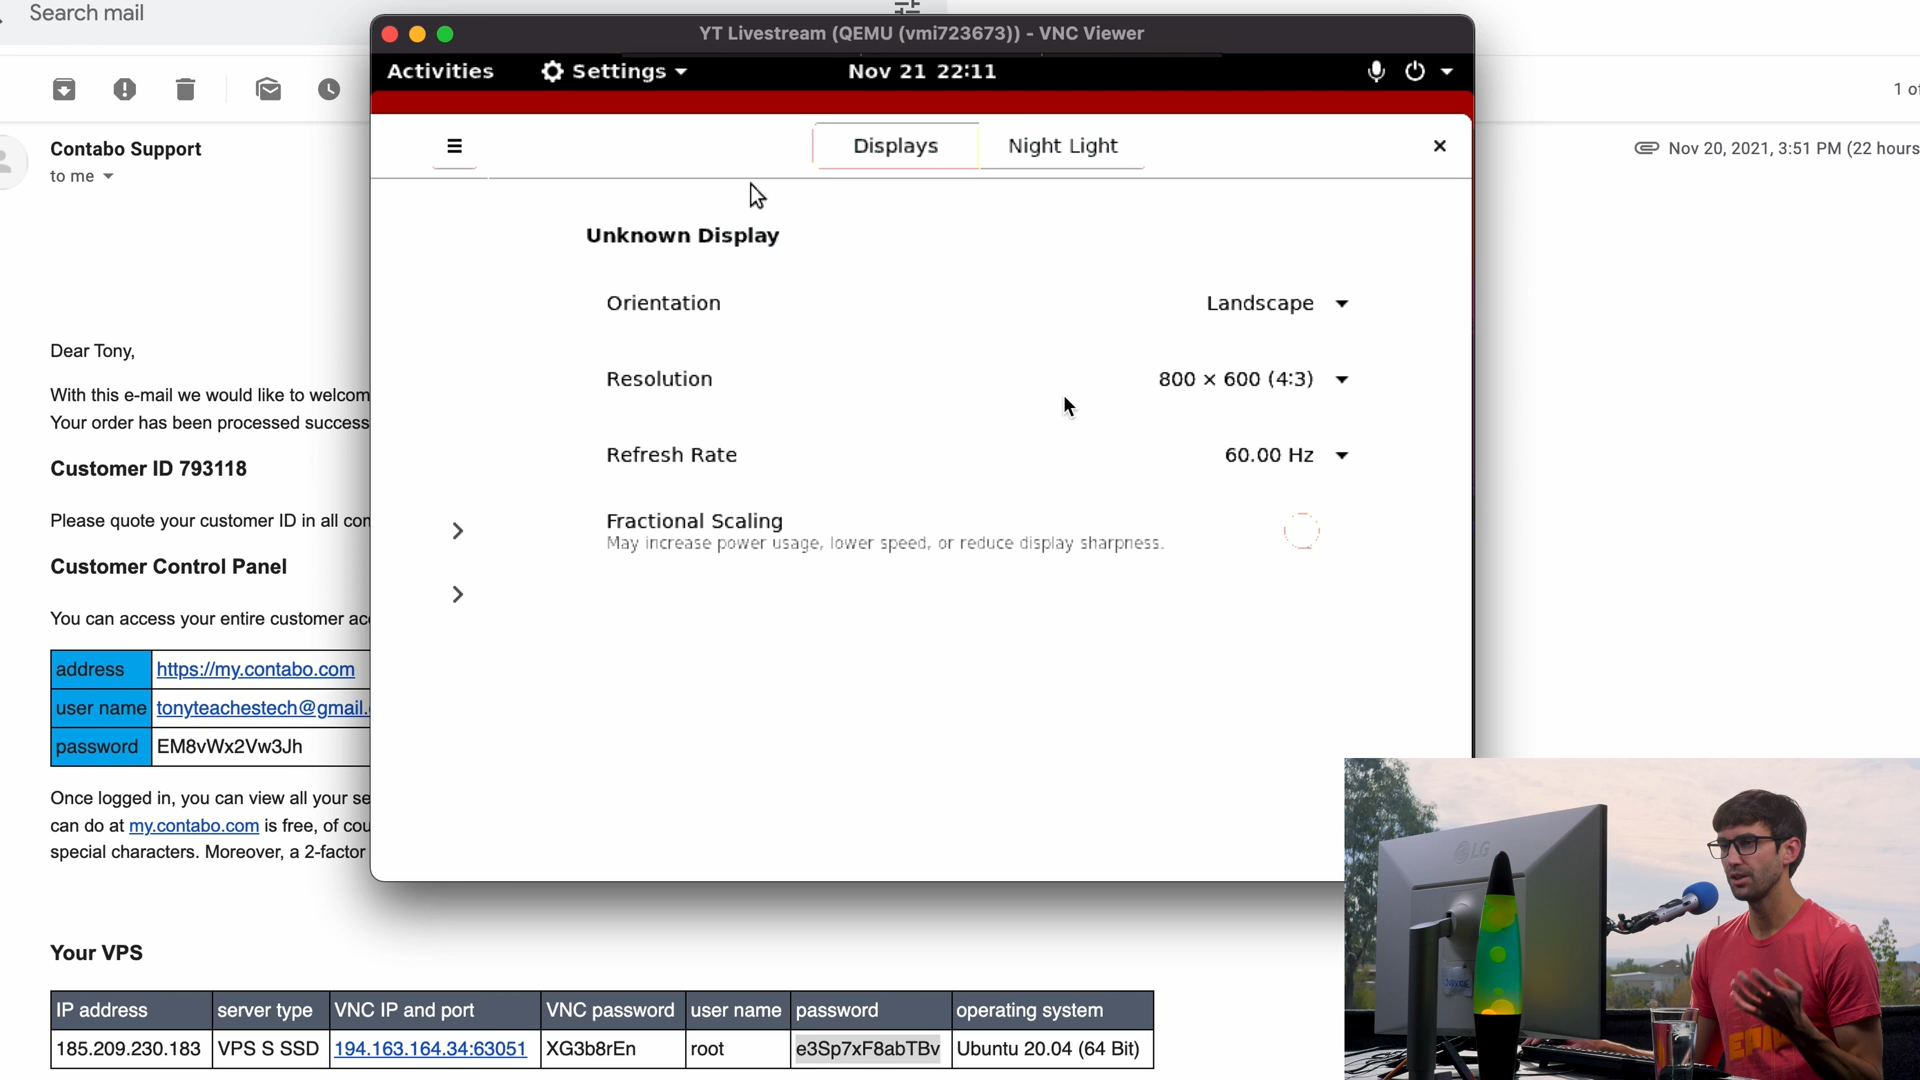 Search mail
YT Livestream (QEMU (vmi723673)) - VNC Viewer
Activities
Settings
Nov 21 22:11
1 of
Displays
Night Light
Contabo Support
to me
Nov 20, 2021, 3:51 PM (22 hours
Unknown Display
Orientation
Landscape
Resolution
800 × 600 (4:3)
Refresh Rate
60.00 Hz
Fractional Scaling
May increase power usage, lower speed, or reduce display sharpness.
Dear Tony,
With this e-mail we would like to welcom
Your order has been processed success
Customer ID 793118
Please quote your customer ID in all con
Customer Control Panel
You can access your entire customer acc
address https://my.contabo.com
user name tonyteachestech@gmail.
password EM8vWx2Vw3Jh
Once logged in, you can view all your se
can do at my.contabo.com is free, of cou
special characters. Moreover, a 2-factor
Your VPS
IP address server type VNC IP and port VNC password user name password operating system
185.209.230.183 VPS S SSD 194.163.164.34:63051 XG3b8rEn root e3Sp7xF8abTBv Ubuntu 20.04 (64 Bit)
LG
EPIC